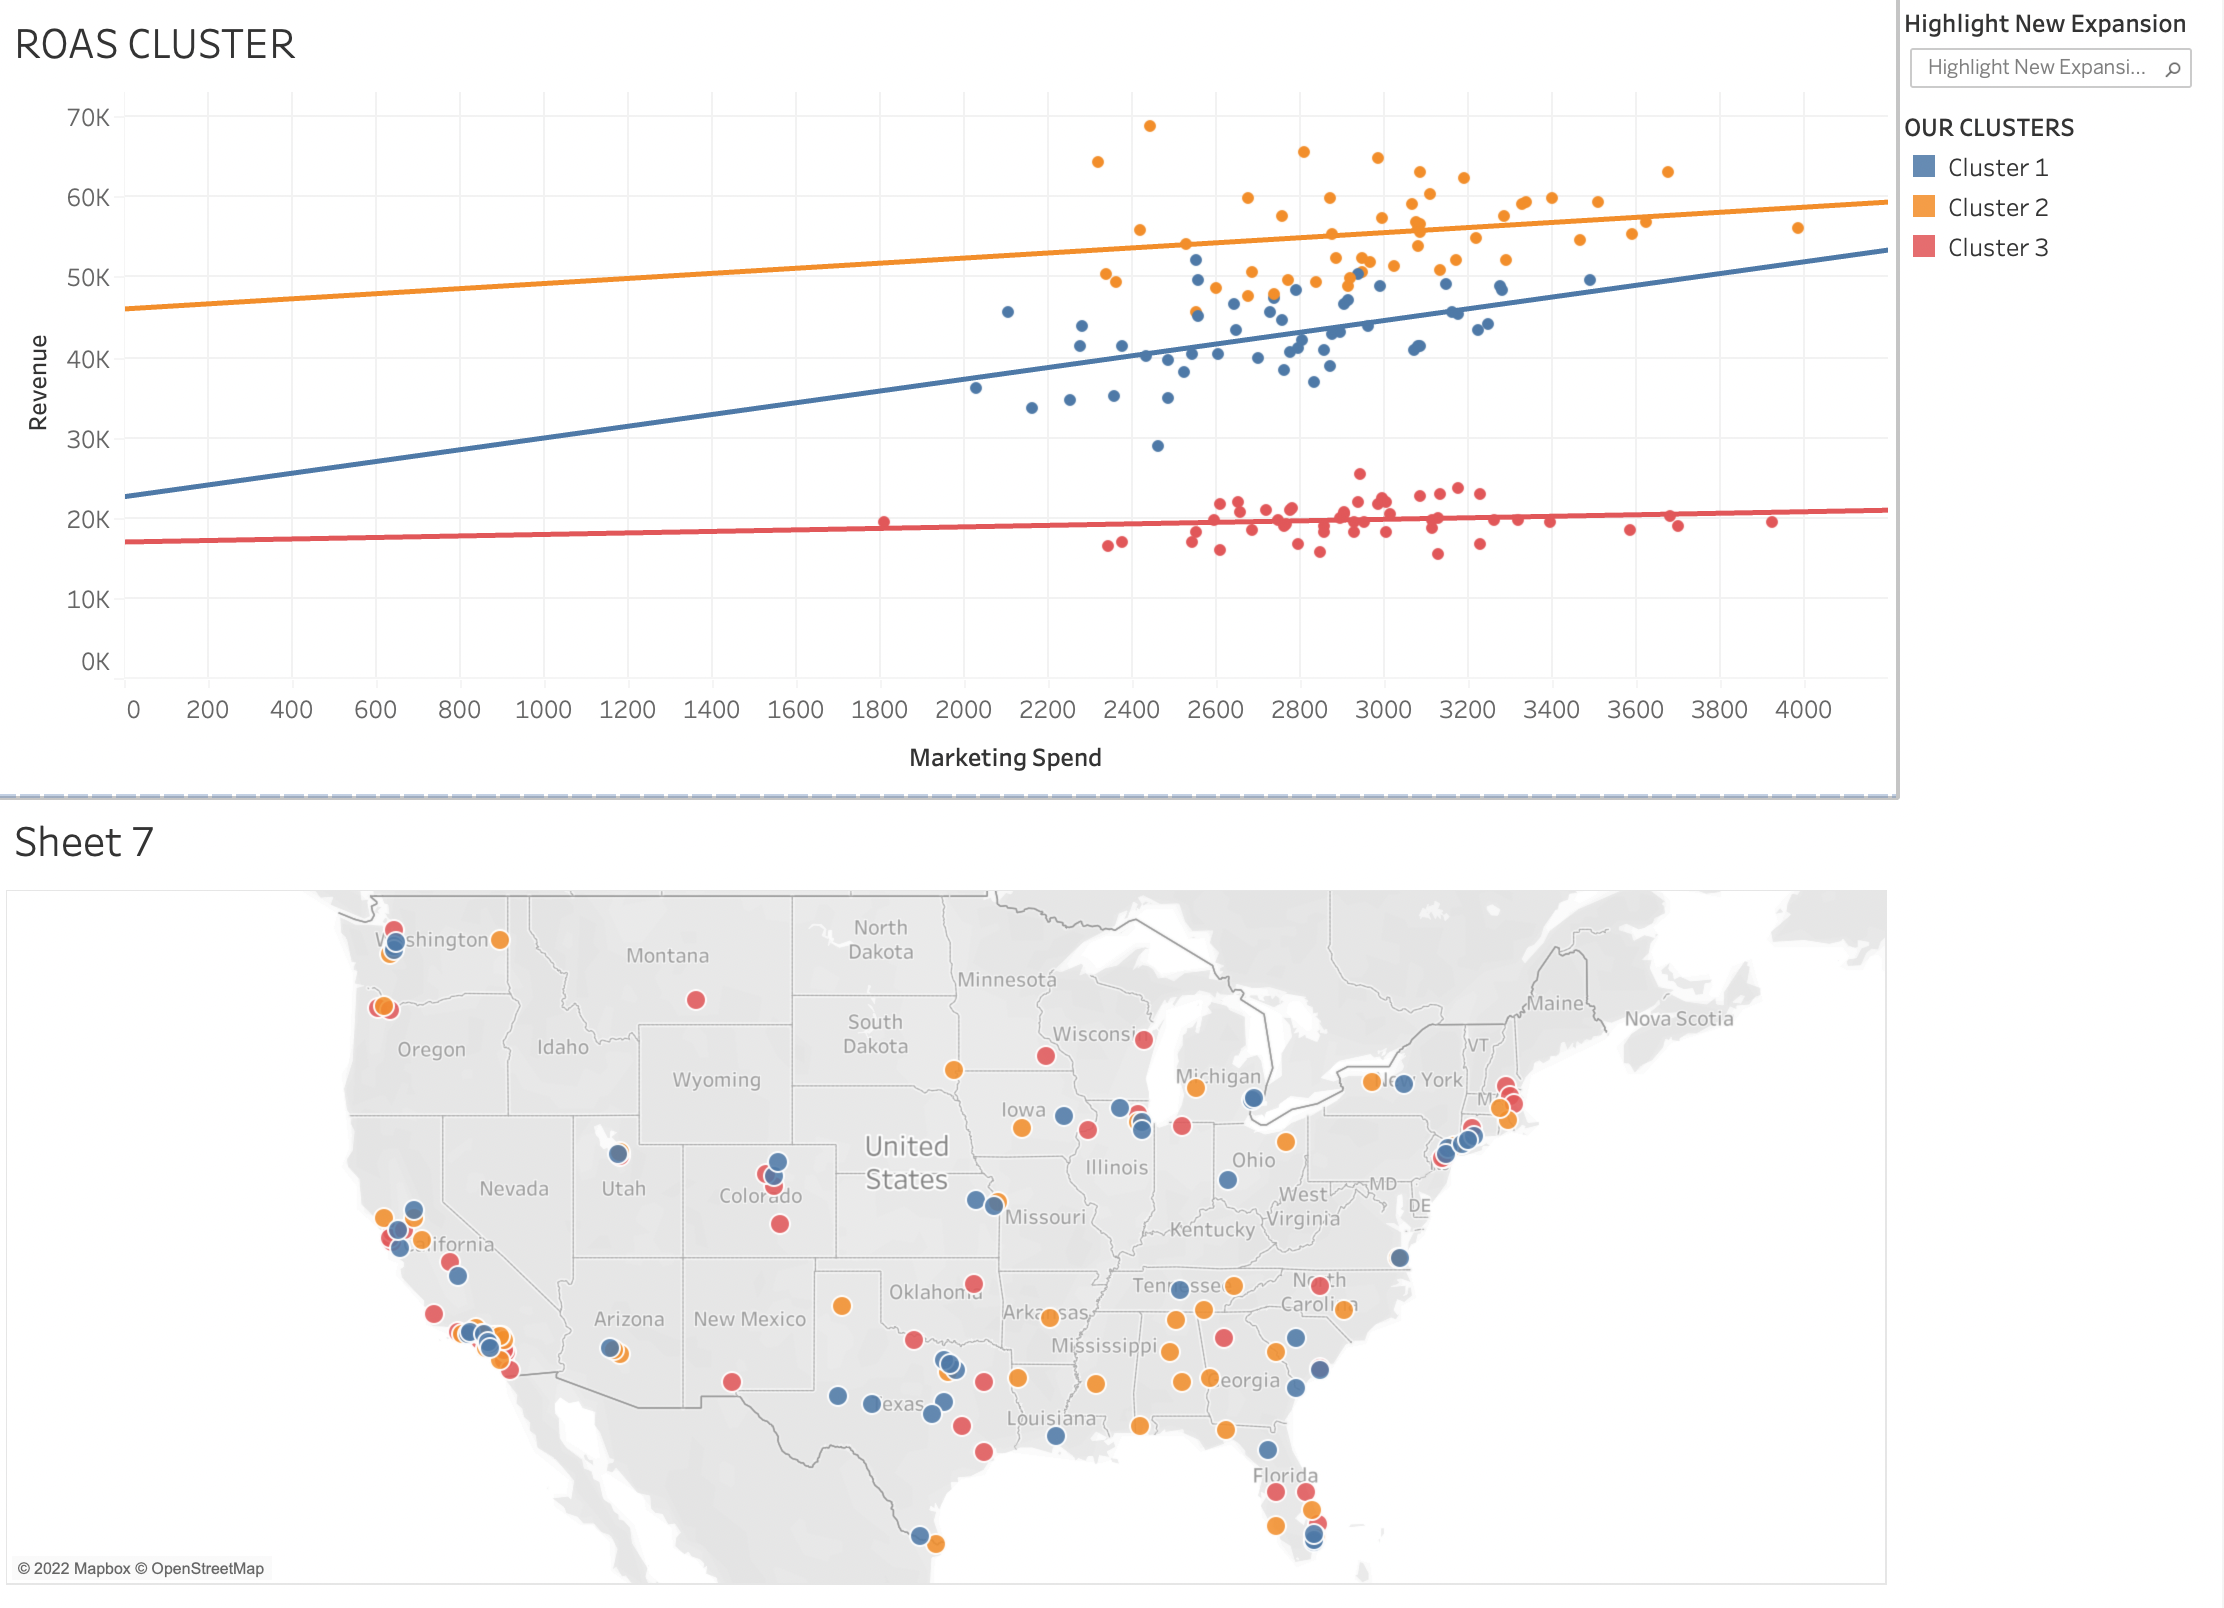 ROAS CLUSTER
Highlight New Expansion
Highlight New Expansi...
OUR CLUSTERS
Cluster 1
Cluster 2
Cluster 3
Revenue
70K
60K
50K
40K
30K
20K
10K
0K
0 200 400 600 800 1000 1200 1400 1600 1800 2000 2200 2400 2600 2800 3000 3200 3400 3600 3800 4000
Marketing Spend
Sheet 7
Montana
North
Dakota
Minnesota
Maine
Nova Scotia
South
Dakota
Oregon
Idaho
VT
Wyoming
Michigan
Iowa
United
States
Illinois
Ohio
Nevada
Utah
Colorado
MD
West
Virginia
DE
Missouri
Kentucky
Oklahoma
Arkansas
North
Carolina
Arizona
New Mexico
Mississippi
Louisiana
Florida
© 2022 Mapbox © OpenStreetMap